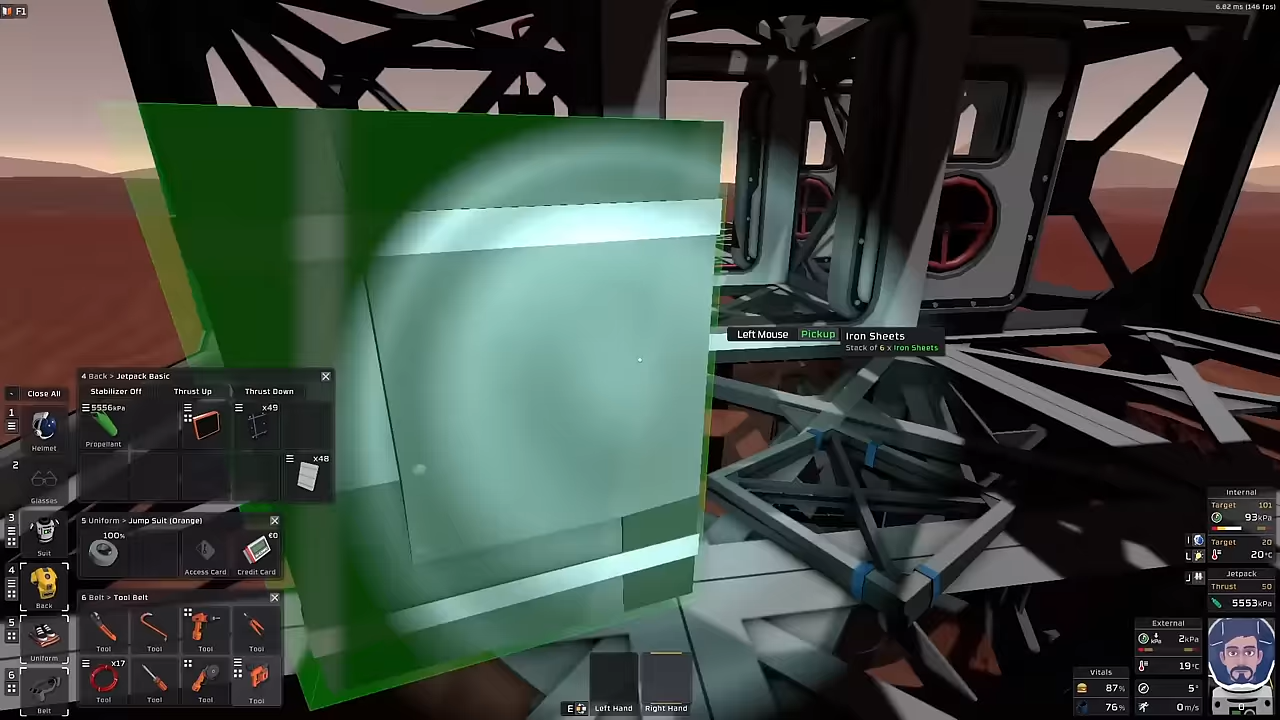 F1
6.82 ms (146 fps)
Left Mouse Pickup Iron Sheets
Stack of 6 x Iron Sheets
4 Back > Jetpack Basic
Close All
Stabilizer Off Thrust Up Thrust Down
1
5556kPa
x49
Propellant
Helmet
2
x48
Glasses
3
5 Uniform > Jump Suit (Orange)
100%
€0
Suit
Access Card Credit Card
4
6 Belt > Tool Belt
Back
5
Tool Tool Tool Tool
Uniform
x17
6
Tool Tool Tool Tool
Belt
E Left Hand Right Hand
Internal
Target 101
93kPa
Target 20
20°C
I
L
Jetpack
J
Thrust 50
5553kPa
External
2kPa
19°C
Vitals
87% 5°
76% 0m/s